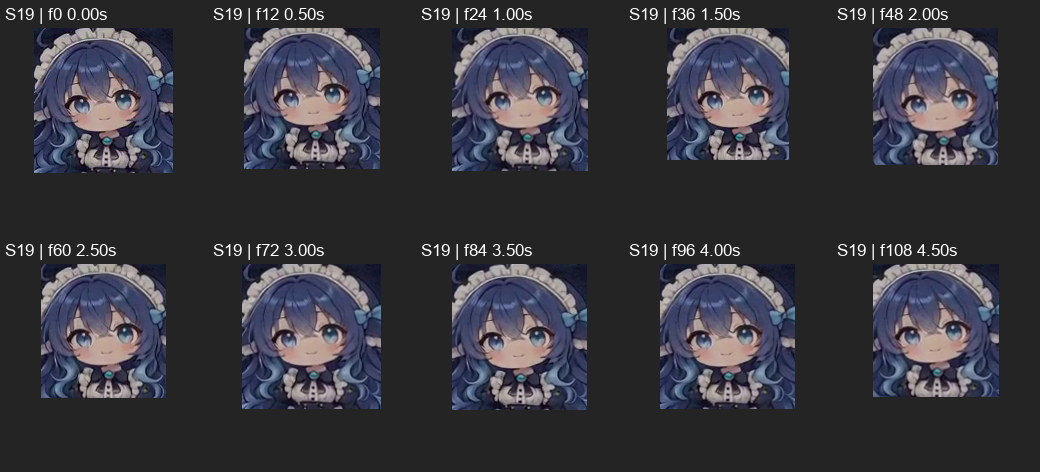 S19 | f0 0.00s
S19 | f12 0.50s
S19 | f24 1.00s
S19 | f36 1.50s
S19 | f48 2.00s
S19 | f60 2.50s
S19 | f72 3.00s
S19 | f84 3.50s
S19 | f96 4.00s
S19 | f108 4.50s